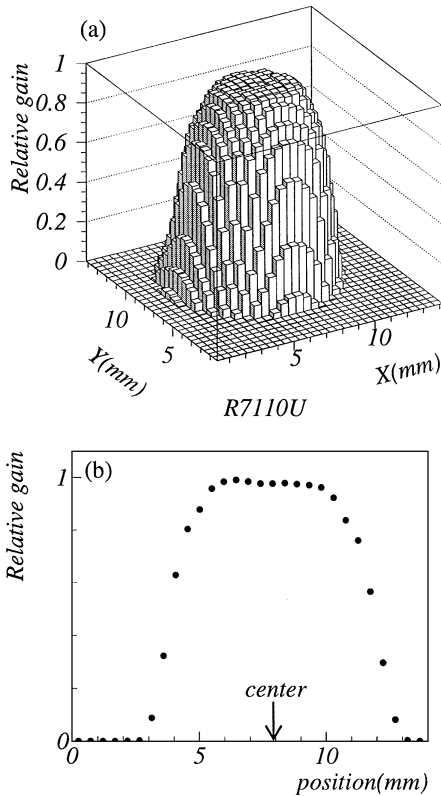 (a)
Relative gain
1
0.8
0.6
0.4
0.2
0
10
5
Y(mm)
5
10
X(mm)
R7110U
(b)
Relative gain
1
0
center
0
5
10
position(mm)